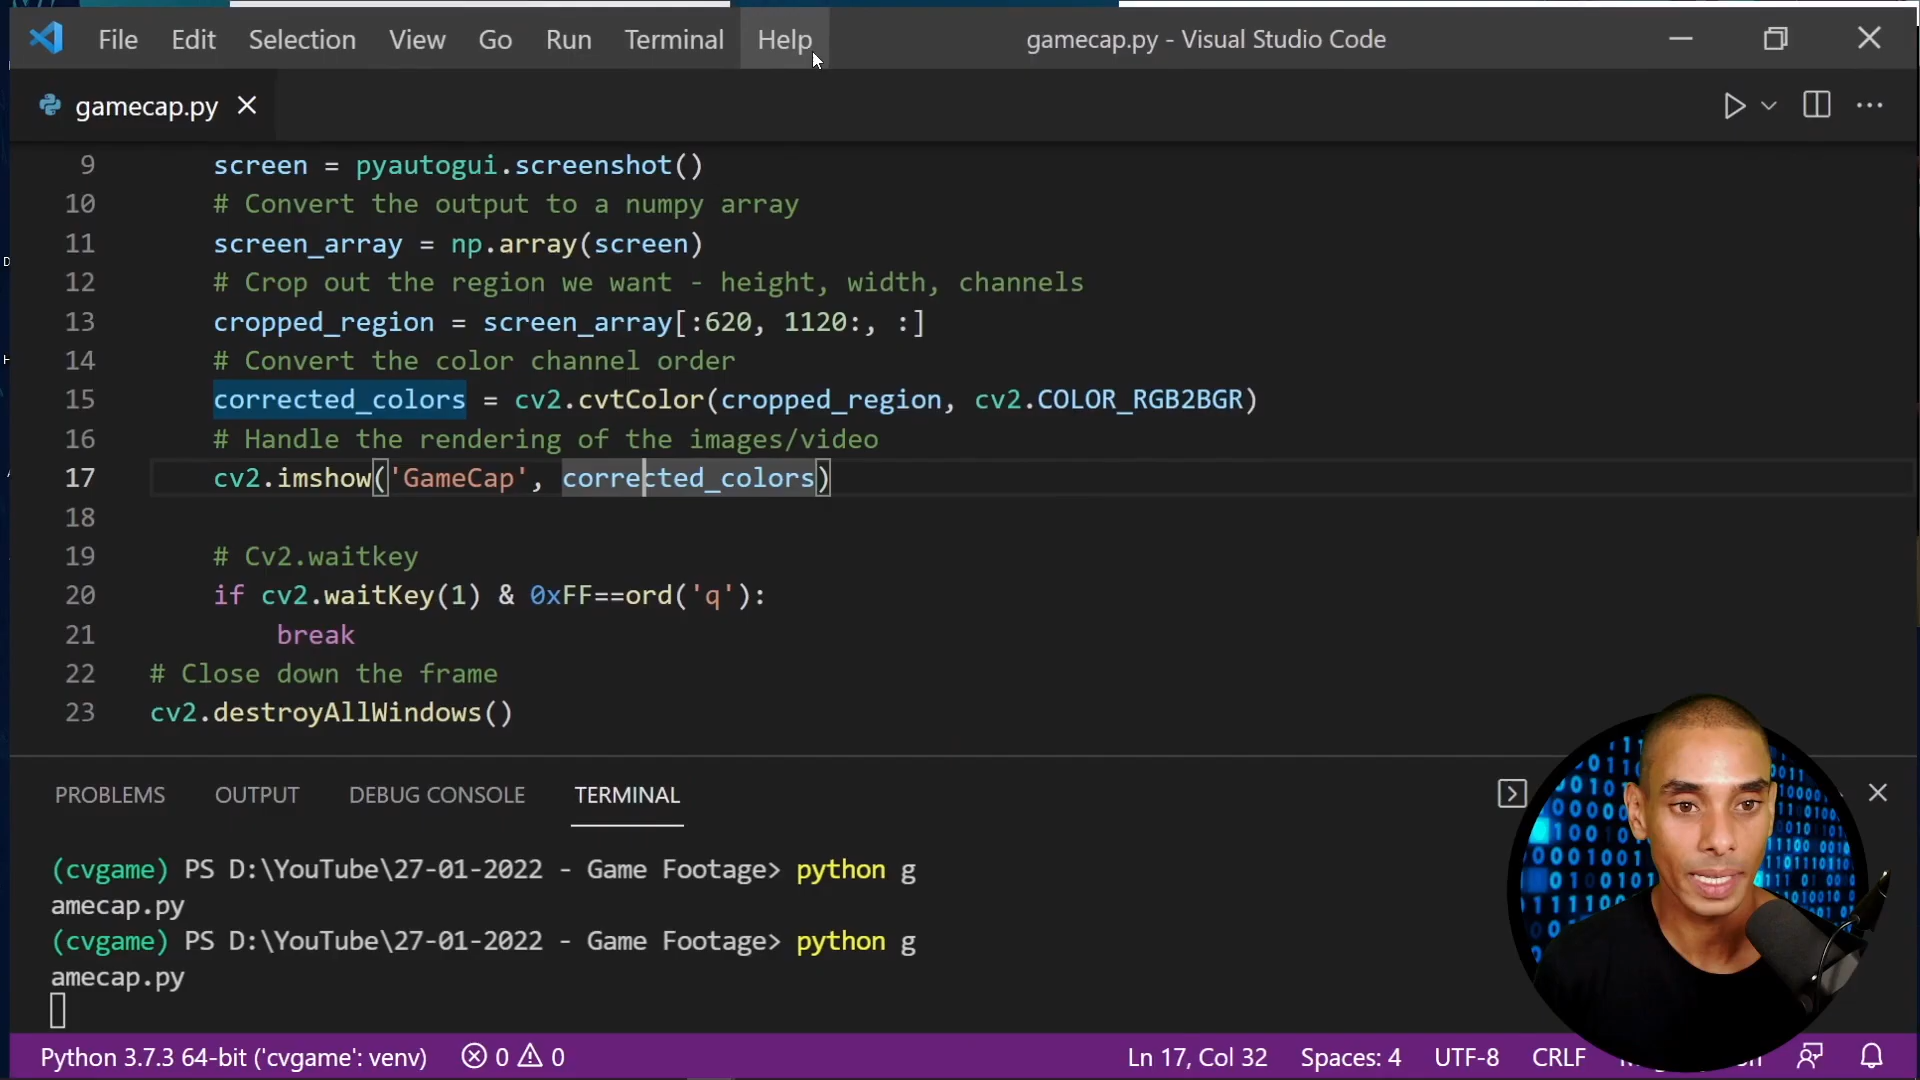 File Edit Selection View Go Run Terminal Help gamecap.py - Visual Studio Code
gamecap.py
9 screen = pyautogui.screenshot()
10 # Convert the output to a numpy array
11 screen_array = np.array(screen)
12 # Crop out the region we want - height, width, channels
13 cropped_region = screen_array[:620, 1120:, :]
14 # Convert the color channel order
15 corrected_colors = cv2.cvtColor(cropped_region, cv2.COLOR_RGB2BGR)
16 # Handle the rendering of the images/video
17 cv2.imshow('GameCap', corrected_colors)
18
19 # Cv2.waitkey
20 if cv2.waitKey(1) & 0xFF==ord('q'):
21 break
22 # Close down the frame
23 cv2.destroyAllWindows()
PROBLEMS OUTPUT DEBUG CONSOLE TERMINAL
(cvgame) PS D:\YouTube\27-01-2022 - Game Footage> python g
amecap.py
(cvgame) PS D:\YouTube\27-01-2022 - Game Footage> python g
amecap.py
Python 3.7.3 64-bit ('cvgame': venv) 0 0 Ln 17, Col 32 Spaces: 4 UTF-8 CRLF